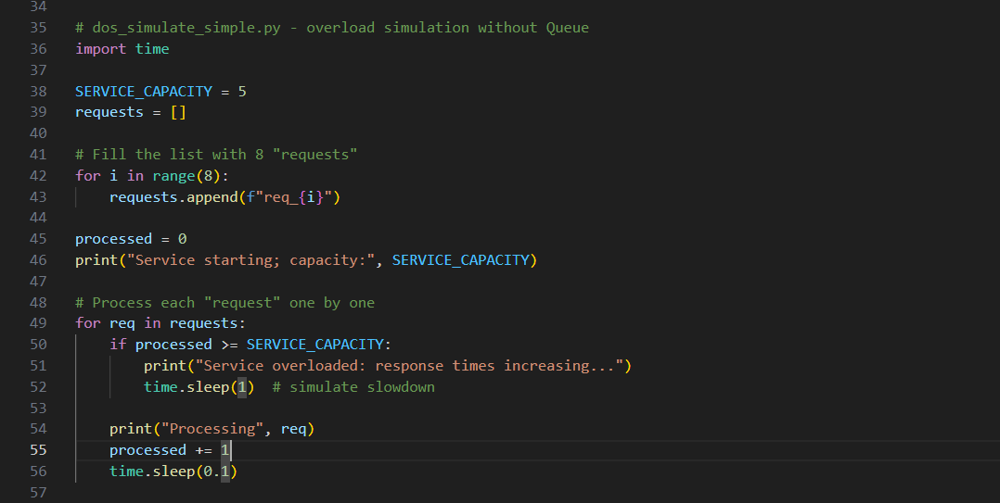 34
35 # dos_simulate_simple.py - overload simulation without Queue
36 import time
37
38 SERVICE_CAPACITY = 5
39 requests = []
40
41 # Fill the list with 8 "requests"
42 for i in range(8):
43     requests.append(f"req_{i}")
44
45 processed = 0
46 print("Service starting; capacity:", SERVICE_CAPACITY)
47
48 # Process each "request" one by one
49 for req in requests:
50     if processed >= SERVICE_CAPACITY:
51         print("Service overloaded: response times increasing...")
52         time.sleep(1)  # simulate slowdown
53
54     print("Processing", req)
55     processed += 1
56     time.sleep(0.1)
57